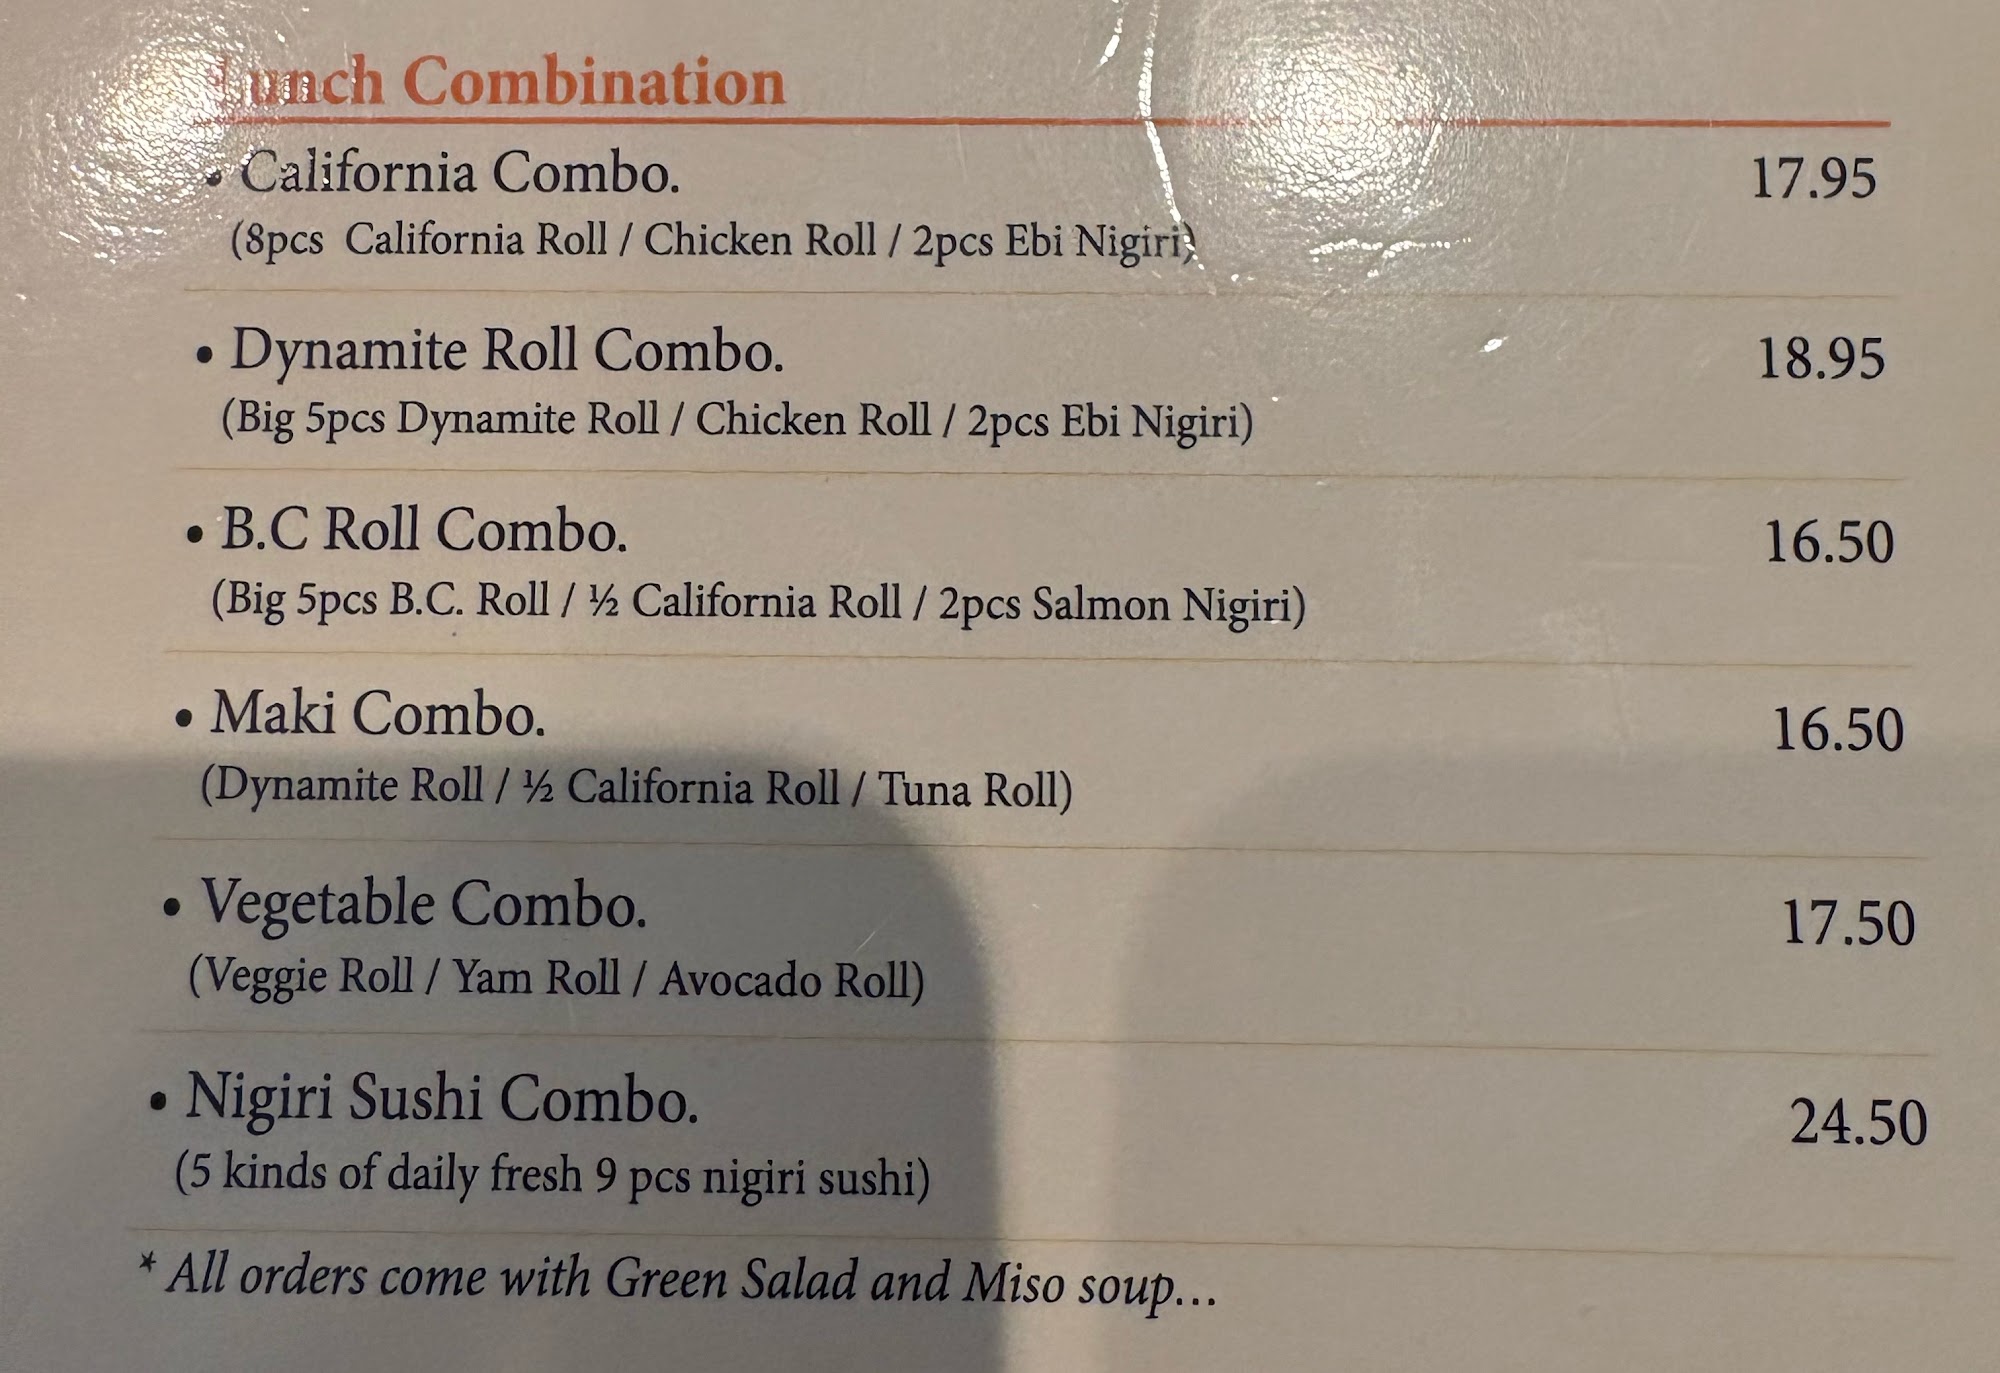 Lunch Combination
• California Combo. 17.95
(8pcs California Roll / Chicken Roll / 2pcs Ebi Nigiri)
• Dynamite Roll Combo. 18.95
(Big 5pcs Dynamite Roll / Chicken Roll / 2pcs Ebi Nigiri)
• B.C Roll Combo. 16.50
(Big 5pcs B.C. Roll / ½ California Roll / 2pcs Salmon Nigiri)
• Maki Combo. 16.50
(Dynamite Roll / ½ California Roll / Tuna Roll)
• Vegetable Combo. 17.50
(Veggie Roll / Yam Roll / Avocado Roll)
• Nigiri Sushi Combo. 24.50
(5 kinds of daily fresh 9 pcs nigiri sushi)
* All orders come with Green Salad and Miso soup...